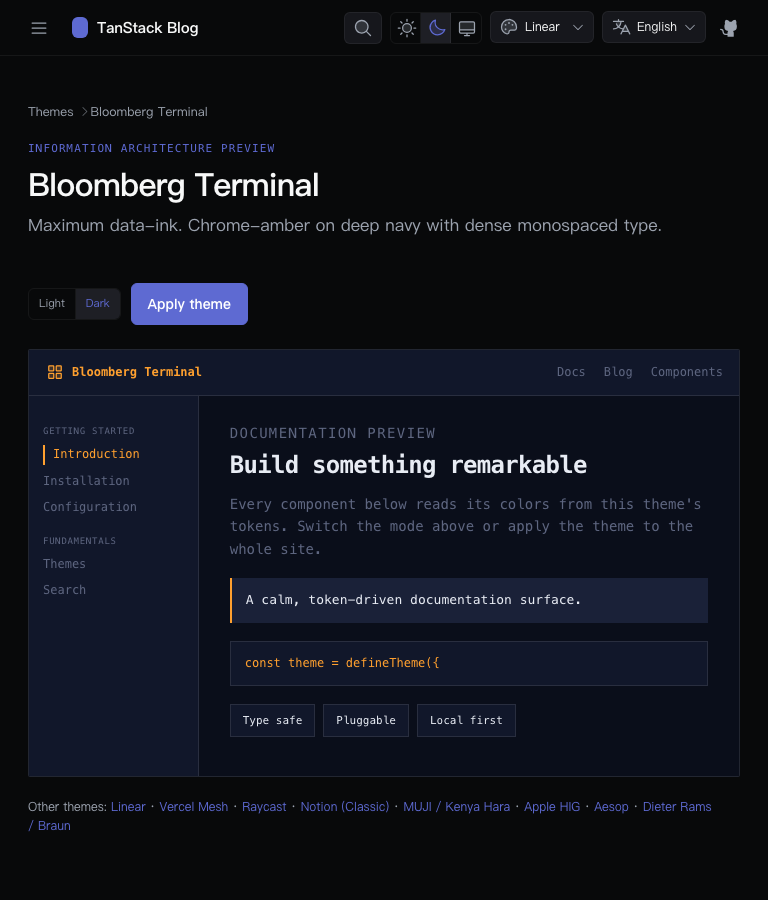 TanStack Blog
Linear
English
Themes
Bloomberg Terminal
INFORMATION ARCHITECTURE PREVIEW
Bloomberg Terminal
Maximum data-ink. Chrome-amber on deep navy with dense monospaced type.
Light
Dark
Apply theme
Bloomberg Terminal
Docs
Blog
Components
GETTING STARTED
Introduction
Installation
Configuration
FUNDAMENTALS
Themes
Search
DOCUMENTATION PREVIEW
Build something remarkable
Every component below reads its colors from this theme's
tokens. Switch the mode above or apply the theme to the
whole site.
A calm, token-driven documentation surface.
const theme = defineTheme({
Type safe
Pluggable
Local first
Other themes: Linear · Vercel Mesh · Raycast · Notion (Classic) · MUJI / Kenya Hara · Apple HIG · Aesop · Dieter Rams
/ Braun